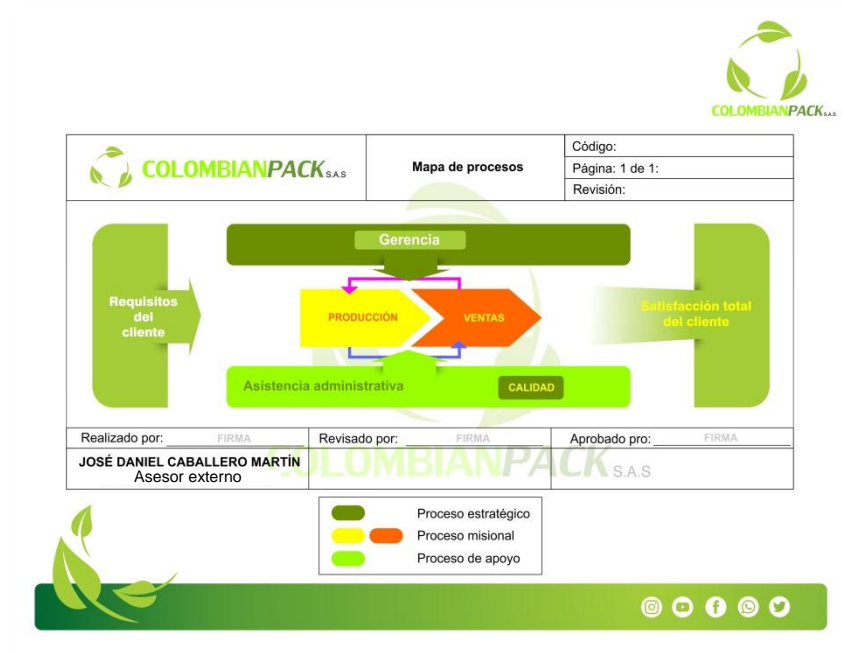 COLOMBIANPACK S.A.S
COLOMBIANPACK S.A.S
Mapa de procesos
Código:
Página: 1 de 1:
Revisión:
Gerencia
Requisitos
del
cliente
PRODUCCIÓN
VENTAS
Satisfacción total
del cliente
Asistencia administrativa
CALIDAD
Realizado por: FIRMA
Revisado por: FIRMA
Aprobado pro: FIRMA
JOSÉ DANIEL CABALLERO MARTÍN
Asesor externo
COLOMBIANPACK S.A.S
Proceso estratégico
Proceso misional
Proceso de apoyo